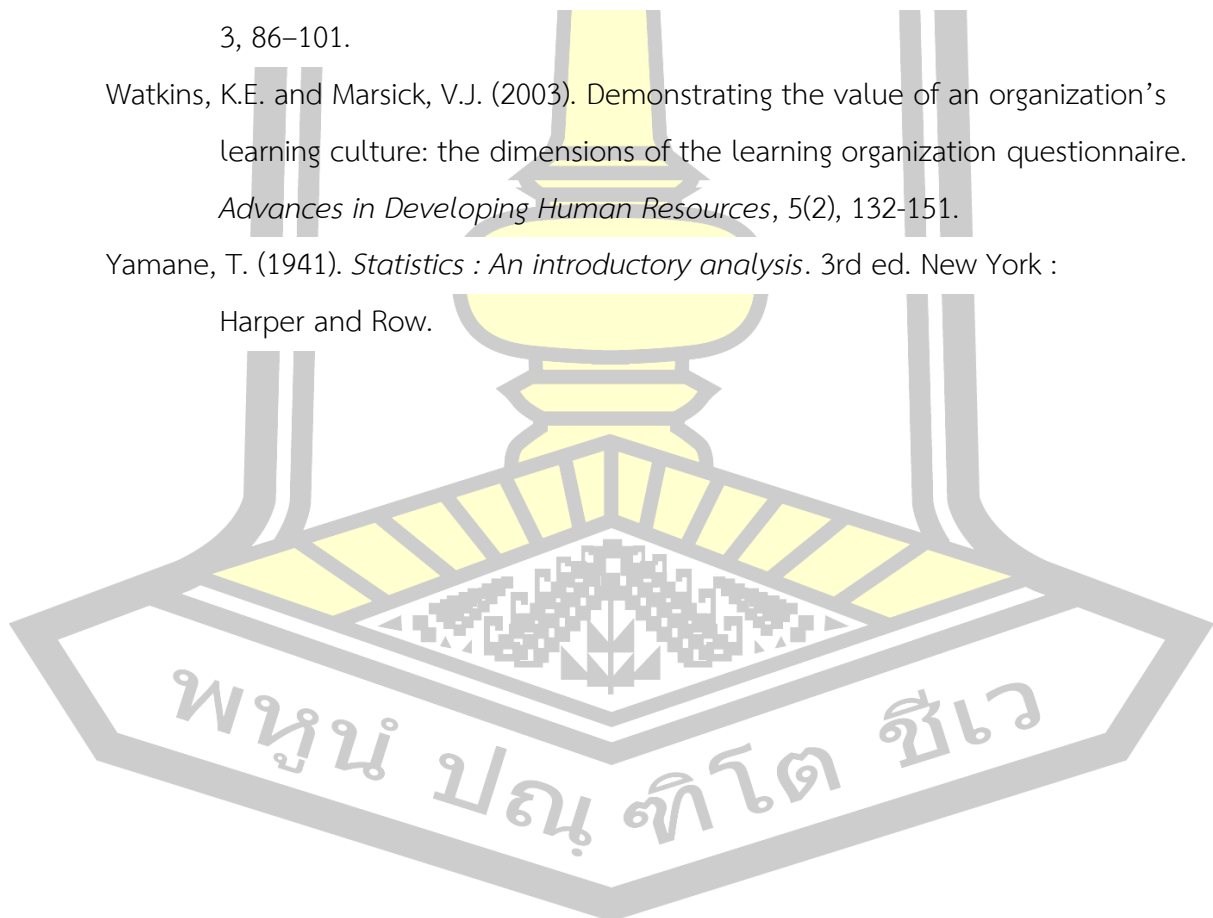 3, 86–101.
Watkins, K.E. and Marsick, V.J. (2003). Demonstrating the value of an organization’s
learning culture: the dimensions of the learning organization questionnaire.
Advances in Developing Human Resources, 5(2), 132-151.
Yamane, T. (1941). Statistics : An introductory analysis. 3rd ed. New York :
Harper and Row.
พหูนํ ปณฺฑิโต ชีเว